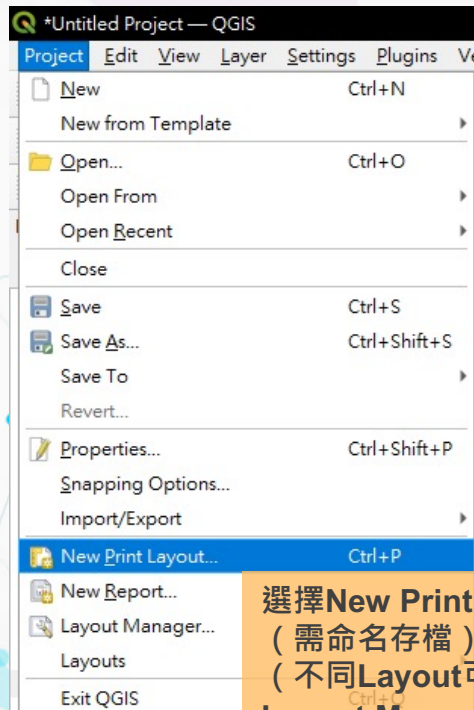 *Untitled Project — QGIS
Project Edit View Layer Settings Plugins
New Ctrl+N
New from Template
Open... Ctrl+O
Open From
Open Recent
Close
Save Ctrl+S
Save As... Ctrl+Shift+S
Save To
Revert...
Properties... Ctrl+Shift+P
Snapping Options...
Import/Export
New Print Layout... Ctrl+P
New Report...
Layout Manager...
Layouts
Exit QGIS Ctrl+Q
選擇New Print
（需命名存檔）
（不同Layout可